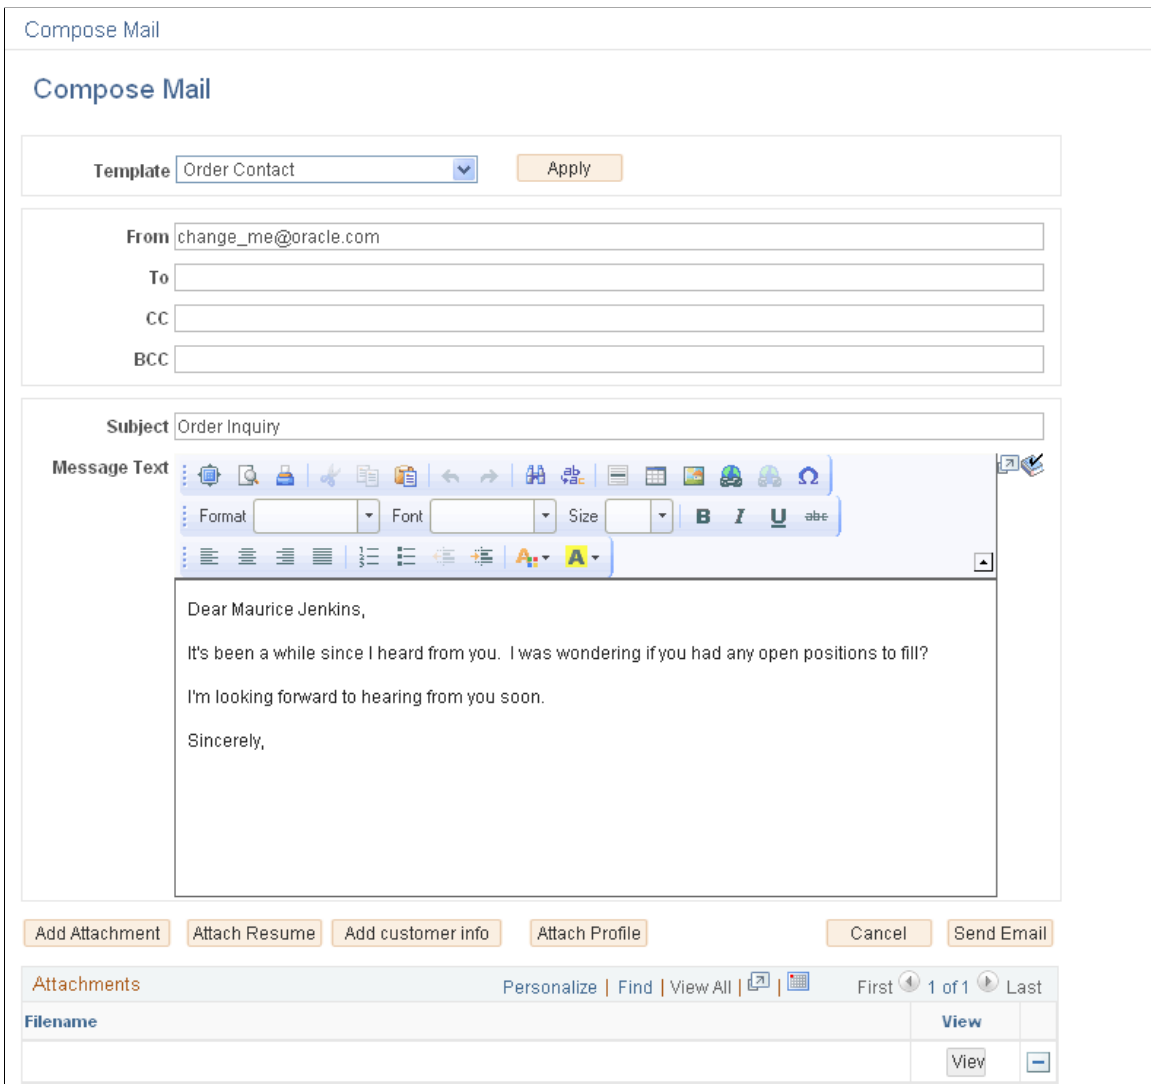 Compose Mail
Compose Mail
Template Order Contact Apply
From change_me@oracle.com
To
CC
BCC
Subject Order Inquiry
Message Text
Format Font Size B I U abc
Dear Maurice Jenkins,
It's been a while since I heard from you. I was wondering if you had any open positions to fill?
I'm looking forward to hearing from you soon.
Sincerely,
Add Attachment Attach Resume Add customer info Attach Profile Cancel Send Email
Attachments Personalize | Find | View All | | First 1 of 1 Last
Filename View
View